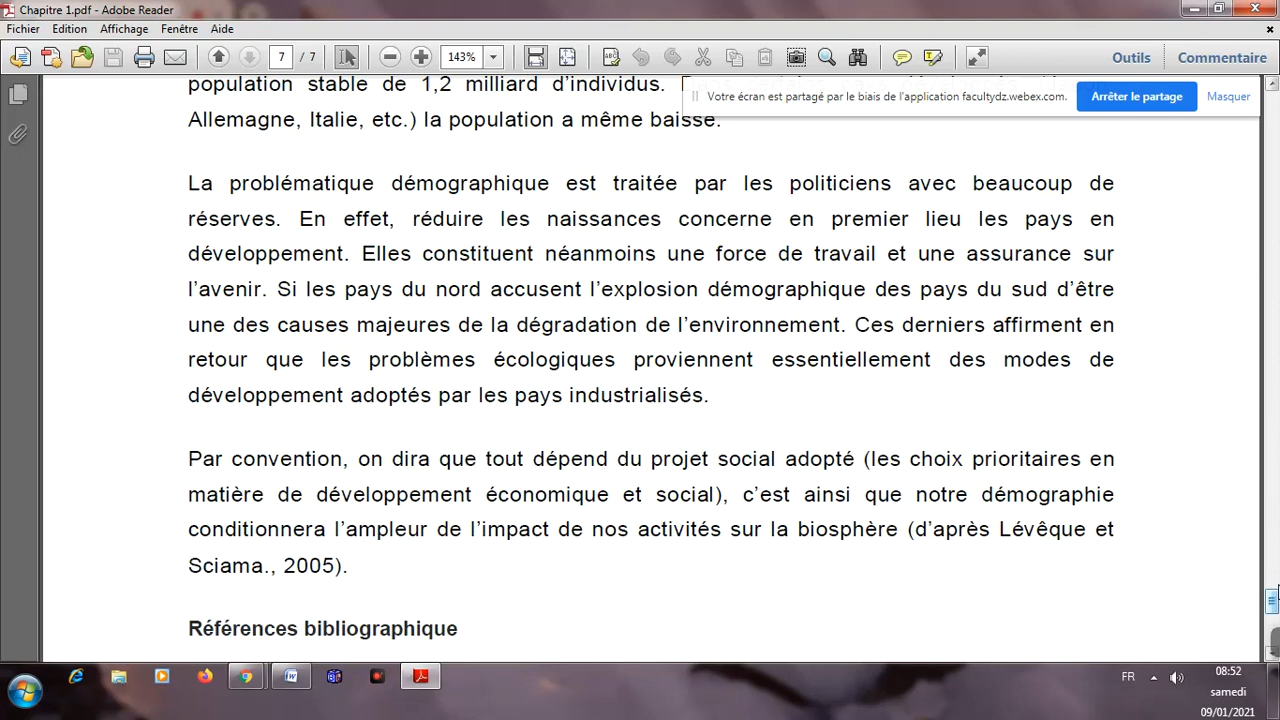 Chapitre 1.pdf - Adobe Reader
Fichier Edition Affichage Fenêtre Aide
7 / 7 143% Outils Commentaire
population stable de 1,2 milliard d’individus.
Votre écran est partagé par le biais de l'application facultydz.webex.com. Arrêter le partage Masquer
Allemagne, Italie, etc.) la population a même baissé.
La problématique démographique est traitée par les politiciens avec beaucoup de
réserves. En effet, réduire les naissances concerne en premier lieu les pays en
développement. Elles constituent néanmoins une force de travail et une assurance sur
l’avenir. Si les pays du nord accusent l’explosion démographique des pays du sud d’être
une des causes majeures de la dégradation de l’environnement. Ces derniers affirment en
retour que les problèmes écologiques proviennent essentiellement des modes de
développement adoptés par les pays industrialisés.
Par convention, on dira que tout dépend du projet social adopté (les choix prioritaires en
matière de développement économique et social), c’est ainsi que notre démographie
conditionnera l’ampleur de l’impact de nos activités sur la biosphère (d’après Lévêque et
Sciama., 2005).
Références bibliographique
FR
08:52
samedi
09/01/2021